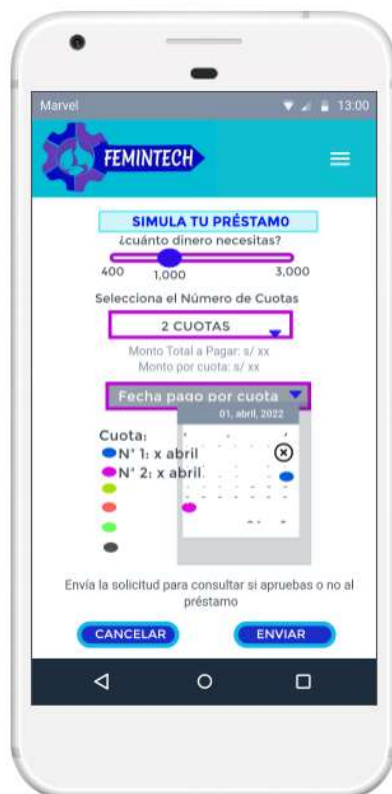 Marvel 13:00
FEMINTECH
SIMULA TU PRÉSTAMO
¿cuánto dinero necesitas?
400 1,000 3,000
Selecciona el Número de Cuotas
2 CUOTAS
Monto Total a Pagar: s/ xx
Monto por cuota: s/ xx
Fecha pago por cuota
01, abril, 2022
Cuota:
N° 1: x abril
N° 2: x abril
Envía la solicitud para consultar si apruebas o no al
préstamo
CANCELAR ENVIAR